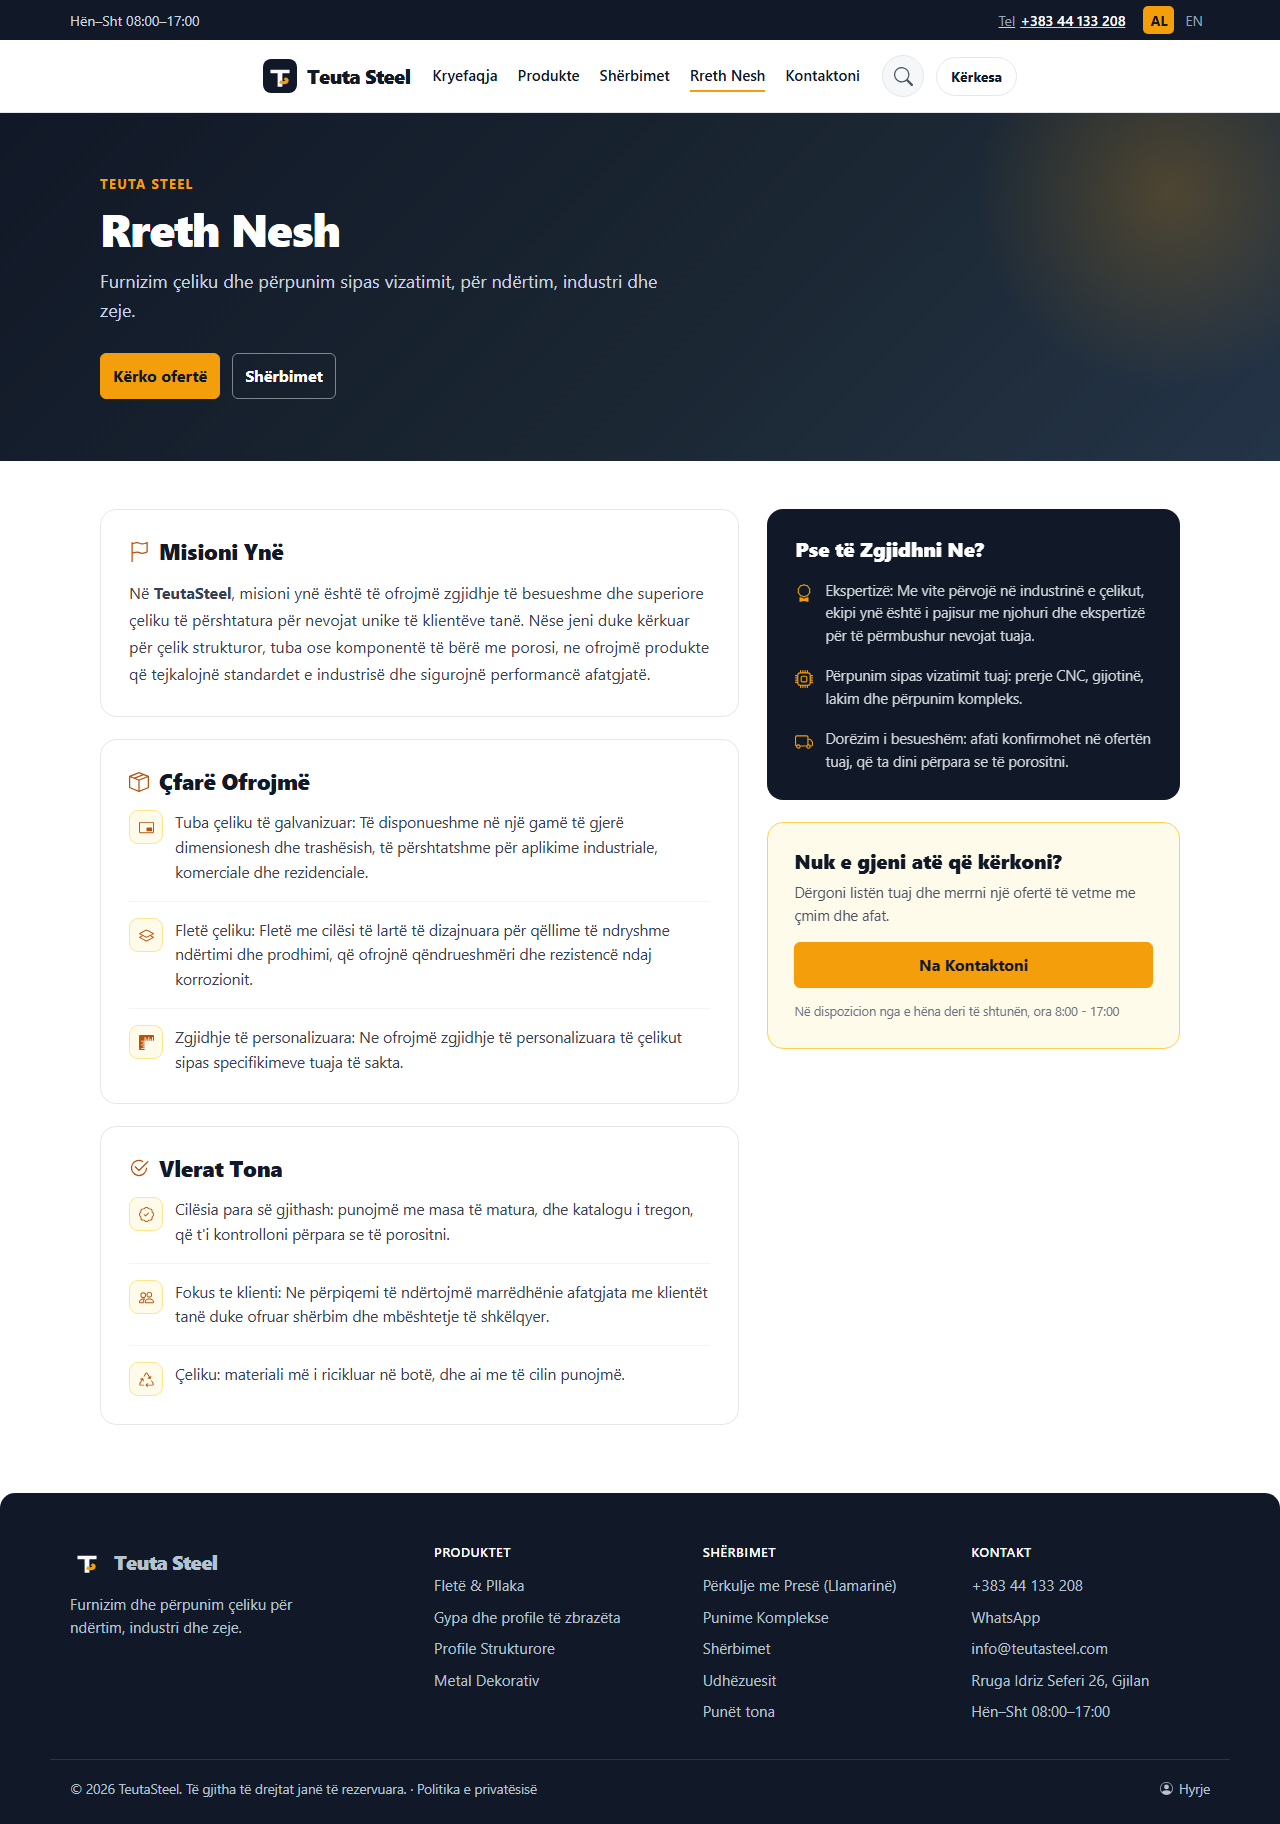 Hën–Sht 08:00–17:00
Tel +383 44 133 208 AL EN
Teuta Steel Kryefaqja Produkte Shërbimet Rreth Nesh Kontaktoni Kërkesa
TEUTA STEEL
Rreth Nesh
Furnizim çeliku dhe përpunim sipas vizatimit, për ndërtim, industri dhe
zeje.
Kërko ofertë Shërbimet
Misioni Ynë
Në TeutaSteel, misioni ynë është të ofrojmë zgjidhje të besueshme dhe superiore
çeliku të përshtatura për nevojat unike të klientëve tanë. Nëse jeni duke kërkuar
për çelik strukturor, tuba ose komponentë të bërë me porosi, ne ofrojmë produkte
që tejkalojnë standardet e industrisë dhe sigurojnë performancë afatgjatë.
Çfarë Ofrojmë
Tuba çeliku të galvanizuar: Të disponueshme në një gamë të gjerë
dimensionesh dhe trashësish, të përshtatshme për aplikime industriale,
komerciale dhe rezidenciale.
Fletë çeliku: Fletë me cilësi të lartë të dizajnuara për qëllime të ndryshme
ndërtimi dhe prodhimi, që ofrojnë qëndrueshmëri dhe rezistencë ndaj
korrozionit.
Zgjidhje të personalizuara: Ne ofrojmë zgjidhje të personalizuara të çelikut
sipas specifikimeve tuaja të sakta.
Vlerat Tona
Cilësia para së gjithash: punojmë me masa të matura, dhe katalogu i tregon,
që t'i kontrolloni përpara se të porositni.
Fokus te klienti: Ne përpiqemi të ndërtojmë marrëdhënie afatgjata me klientët
tanë duke ofruar shërbim dhe mbështetje të shkëlqyer.
Çeliku: materiali më i ricikluar në botë, dhe ai me të cilin punojmë.
Pse të Zgjidhni Ne?
Ekspertizë: Me vite përvojë në industrinë e çelikut,
ekipi ynë është i pajisur me njohuri dhe ekspertizë
për të përmbushur nevojat tuaja.
Përpunim sipas vizatimit tuaj: prerje CNC, gijotinë,
lakim dhe përpunim kompleks.
Dorëzim i besueshëm: afati konfirmohet në ofertën
tuaj, që ta dini përpara se të porositni.
Nuk e gjeni atë që kërkoni?
Dërgoni listën tuaj dhe merrni një ofertë të vetme me
çmim dhe afat.
Na Kontaktoni
Në dispozicion nga e hëna deri të shtunën, ora 8:00 - 17:00
Teuta Steel
Furnizim dhe përpunim çeliku për
ndërtim, industri dhe zeje.
PRODUKTET
Fletë & Pllaka
Gypa dhe profile të zbrazëta
Profile Strukturore
Metal Dekorativ
SHËRBIMET
Përkulje me Presë (Llamarinë)
Punime Komplekse
Shërbimet
Udhëzuesit
Punët tona
KONTAKT
+383 44 133 208
WhatsApp
info@teutasteel.com
Rruga Idriz Seferi 26, Gjilan
Hën–Sht 08:00–17:00
© 2026 TeutaSteel. Të gjitha të drejtat janë të rezervuara. · Politika e privatësisë
Hyrje